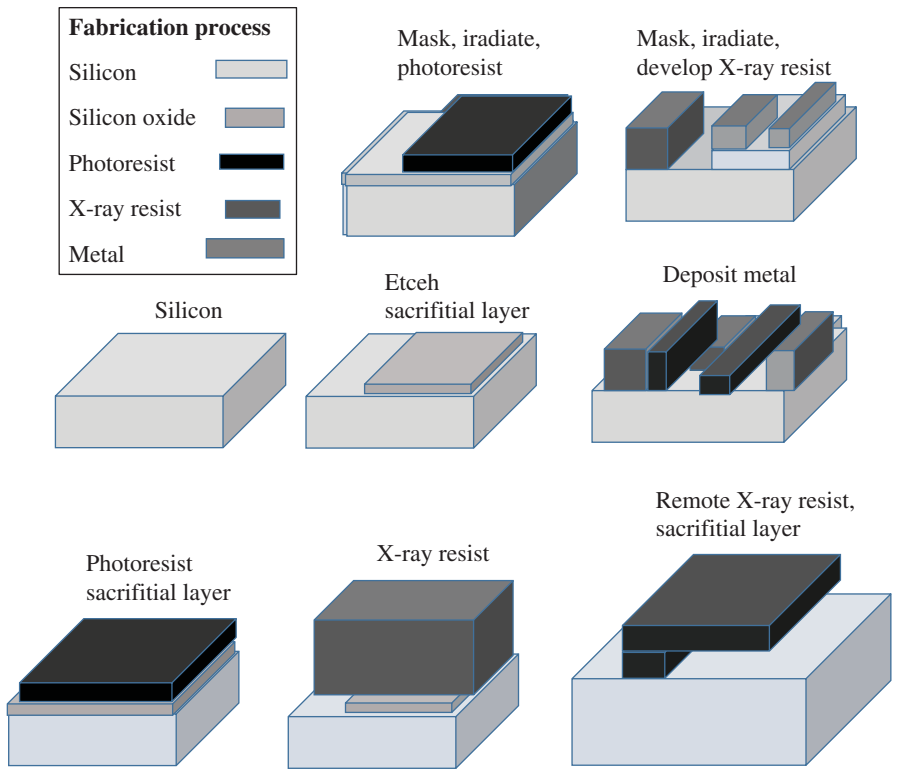 Fabrication process
Silicon
Silicon oxide
Photoresist
X-ray resist
Metal
Mask, iradiate,
photoresist
Mask, iradiate,
develop X-ray resist
Silicon
Etceh
sacrifitial layer
Deposit metal
Photoresist
sacrifitial layer
X-ray resist
Remote X-ray resist,
sacrifitial layer